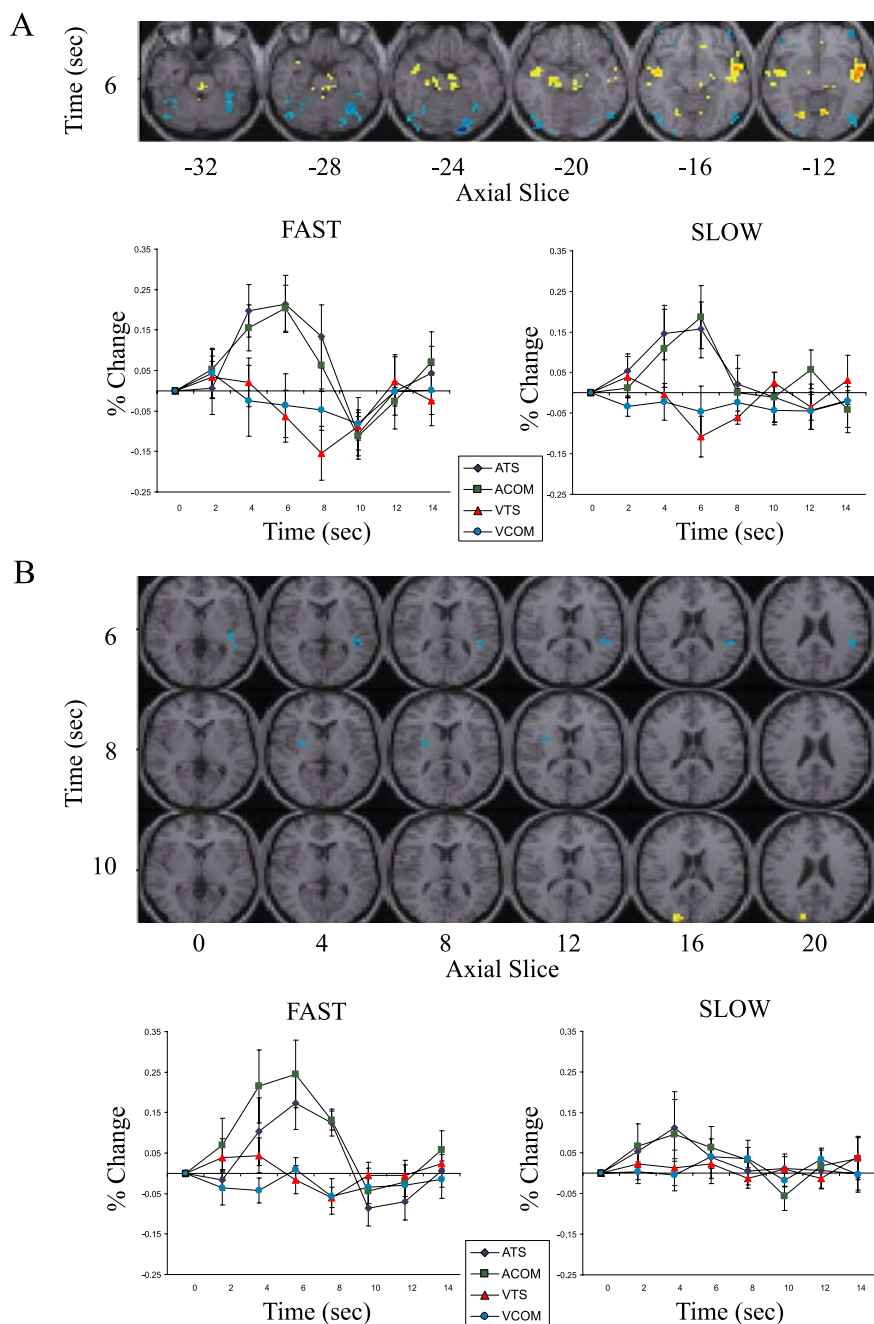 A
Time (sec)
6
-32 -28 -24 -20 -16 -12
Axial Slice
FAST
% Change
0.35
0.25
0.15
0.05
-0.05
-0.15
-0.25
0 2 4 6 8 10 12 14
Time (sec)
ATS
ACOM
VTS
VCOM
SLOW
% Change
0.35
0.25
0.15
0.05
-0.05
-0.15
-0.25
0 2 4 6 8 10 12 14
Time (sec)
B
Time (sec)
6
8
10
0 4 8 12 16 20
Axial Slice
FAST
% Change
0.35
0.25
0.15
0.05
-0.05
-0.15
-0.25
0 2 4 6 8 10 12 14
Time (sec)
ATS
ACOM
VTS
VCOM
SLOW
% Change
0.35
0.25
0.15
0.05
-0.05
-0.15
-0.25
0 2 4 6 8 10 12 14
Time (sec)